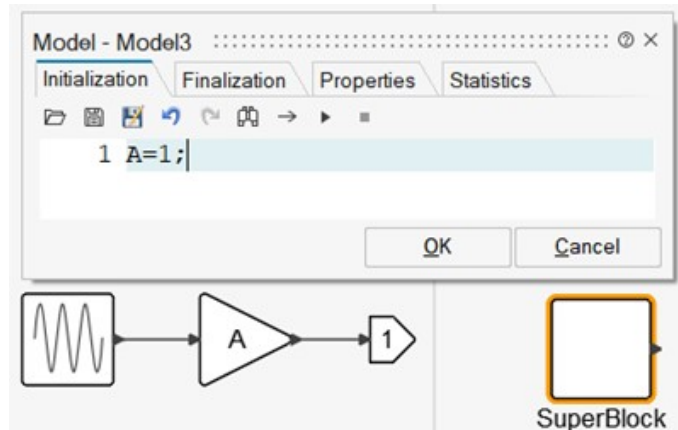 Model - Model3
Initialization Finalization Properties Statistics
1 A=1;
OK Cancel
A 1
SuperBlock